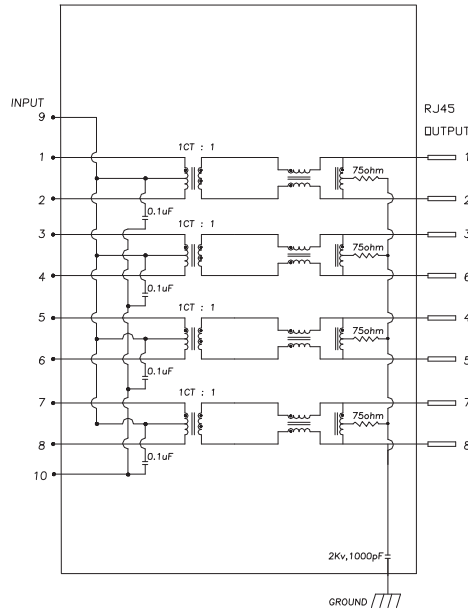 INPUT
RJ45
OUTPUT
9
1CT : 1
1
1
75ohm
2
2
0.1uF
1CT : 1
3
3
75ohm
4
6
0.1uF
1CT : 1
5
4
75ohm
6
5
0.1uF
1CT : 1
7
7
75ohm
8
8
0.1uF
10
2Kv,1000pF
GROUND